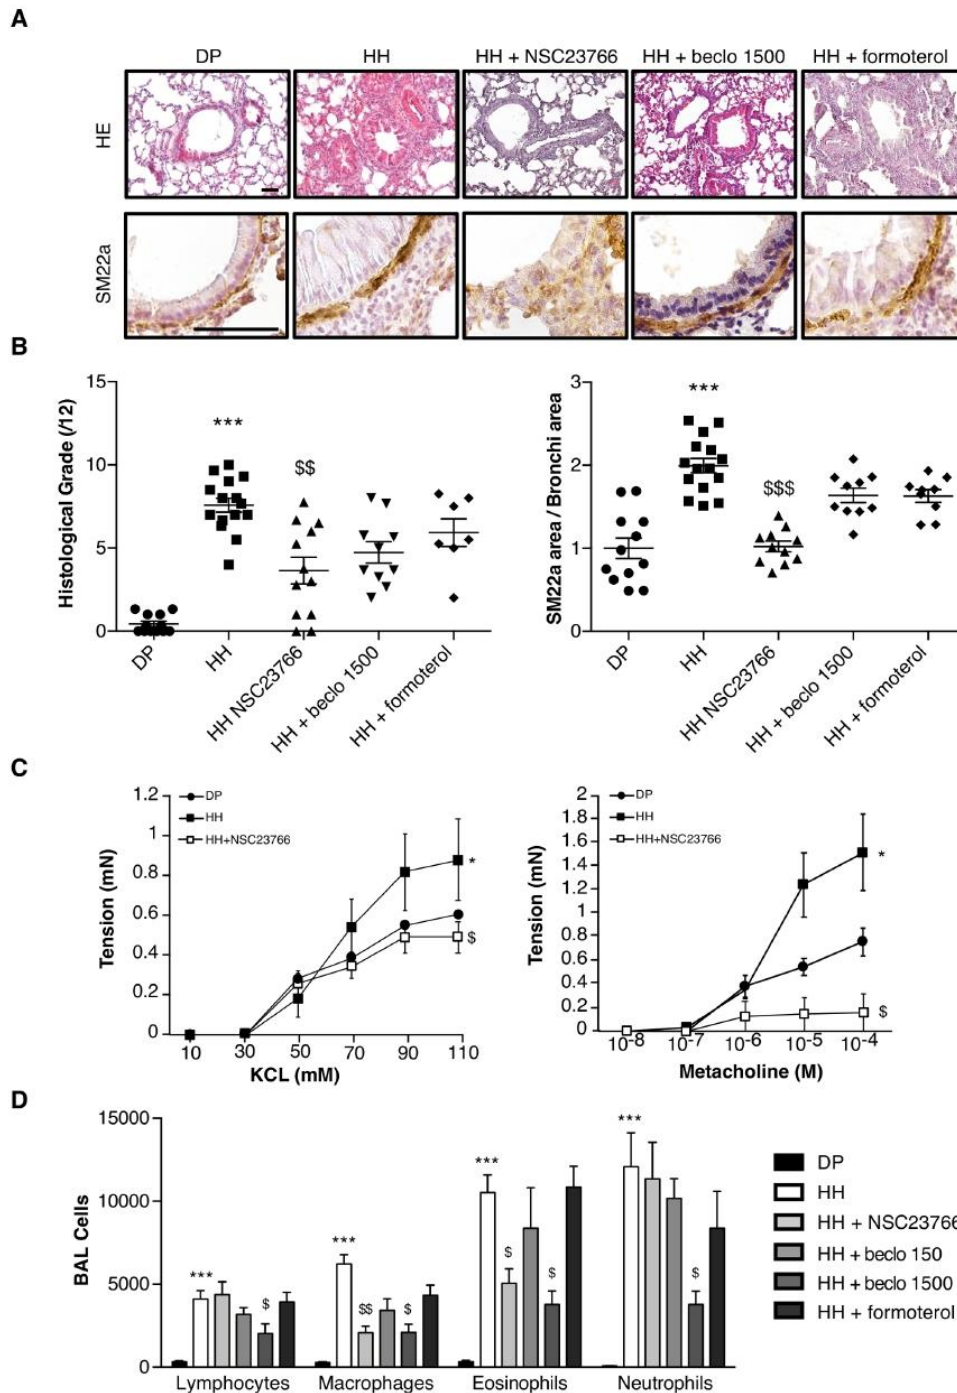 A
DP HH HH + NSC23766 HH + beclo 1500 HH + formoterol
HE
SM22a
B
Histological Grade (/12)
15
10
5
0
***
$$
DP
HH
HH NSC23766
HH + beclo 1500
HH + formoterol
SM22a area / Bronchi area
3
2
1
0
***
$$$
DP
HH
HH NSC23766
HH + beclo 1500
HH + formoterol
C
DP
HH
HH+NSC23766
Tension (mN)
1.2
1
0.8
0.6
0.4
0.2
0
*
$
10 30 50 70 90 110
KCL (mM)
DP
HH
HH+NSC23766
Tension (mN)
2
1.8
1.6
1.4
1.2
1
0.8
0.6
0.4
0.2
0
*
$
10-8 10-7 10-6 10-5 10-4
Metacholine (M)
D
BAL Cells
15000
10000
5000
0
*** $
*** $$ $
*** $ $
*** $
Lymphocytes Macrophages Eosinophils Neutrophils
DP
HH
HH + NSC23766
HH + beclo 150
HH + beclo 1500
HH + formoterol